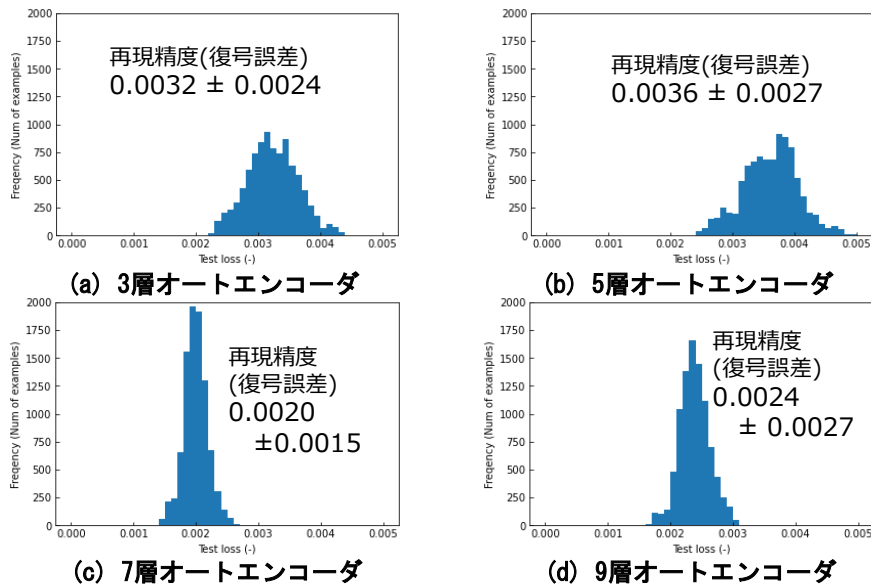 2000
1750
1500
1250
1000
750
500
250
0
Freqency (Num of examples)
再現精度(復号誤差)
0.0032 ± 0.0024
0.000 0.001 0.002 0.003 0.004 0.005
Test loss (-)
(a) 3層オートエンコーダ
2000
1750
1500
1250
1000
750
500
250
0
Freqency (Num of examples)
再現精度(復号誤差)
0.0036 ± 0.0027
0.000 0.001 0.002 0.003 0.004 0.005
Test loss (-)
(b) 5層オートエンコーダ
2000
1750
1500
1250
1000
750
500
250
0
Freqency (Num of examples)
再現精度
(復号誤差)
0.0020
±0.0015
0.000 0.001 0.002 0.003 0.004 0.005
Test loss (-)
(c) 7層オートエンコーダ
2000
1750
1500
1250
1000
750
500
250
0
Freqency (Num of examples)
再現精度
(復号誤差)
0.0024
± 0.0027
0.000 0.001 0.002 0.003 0.004 0.005
Test loss (-)
(d) 9層オートエンコーダ